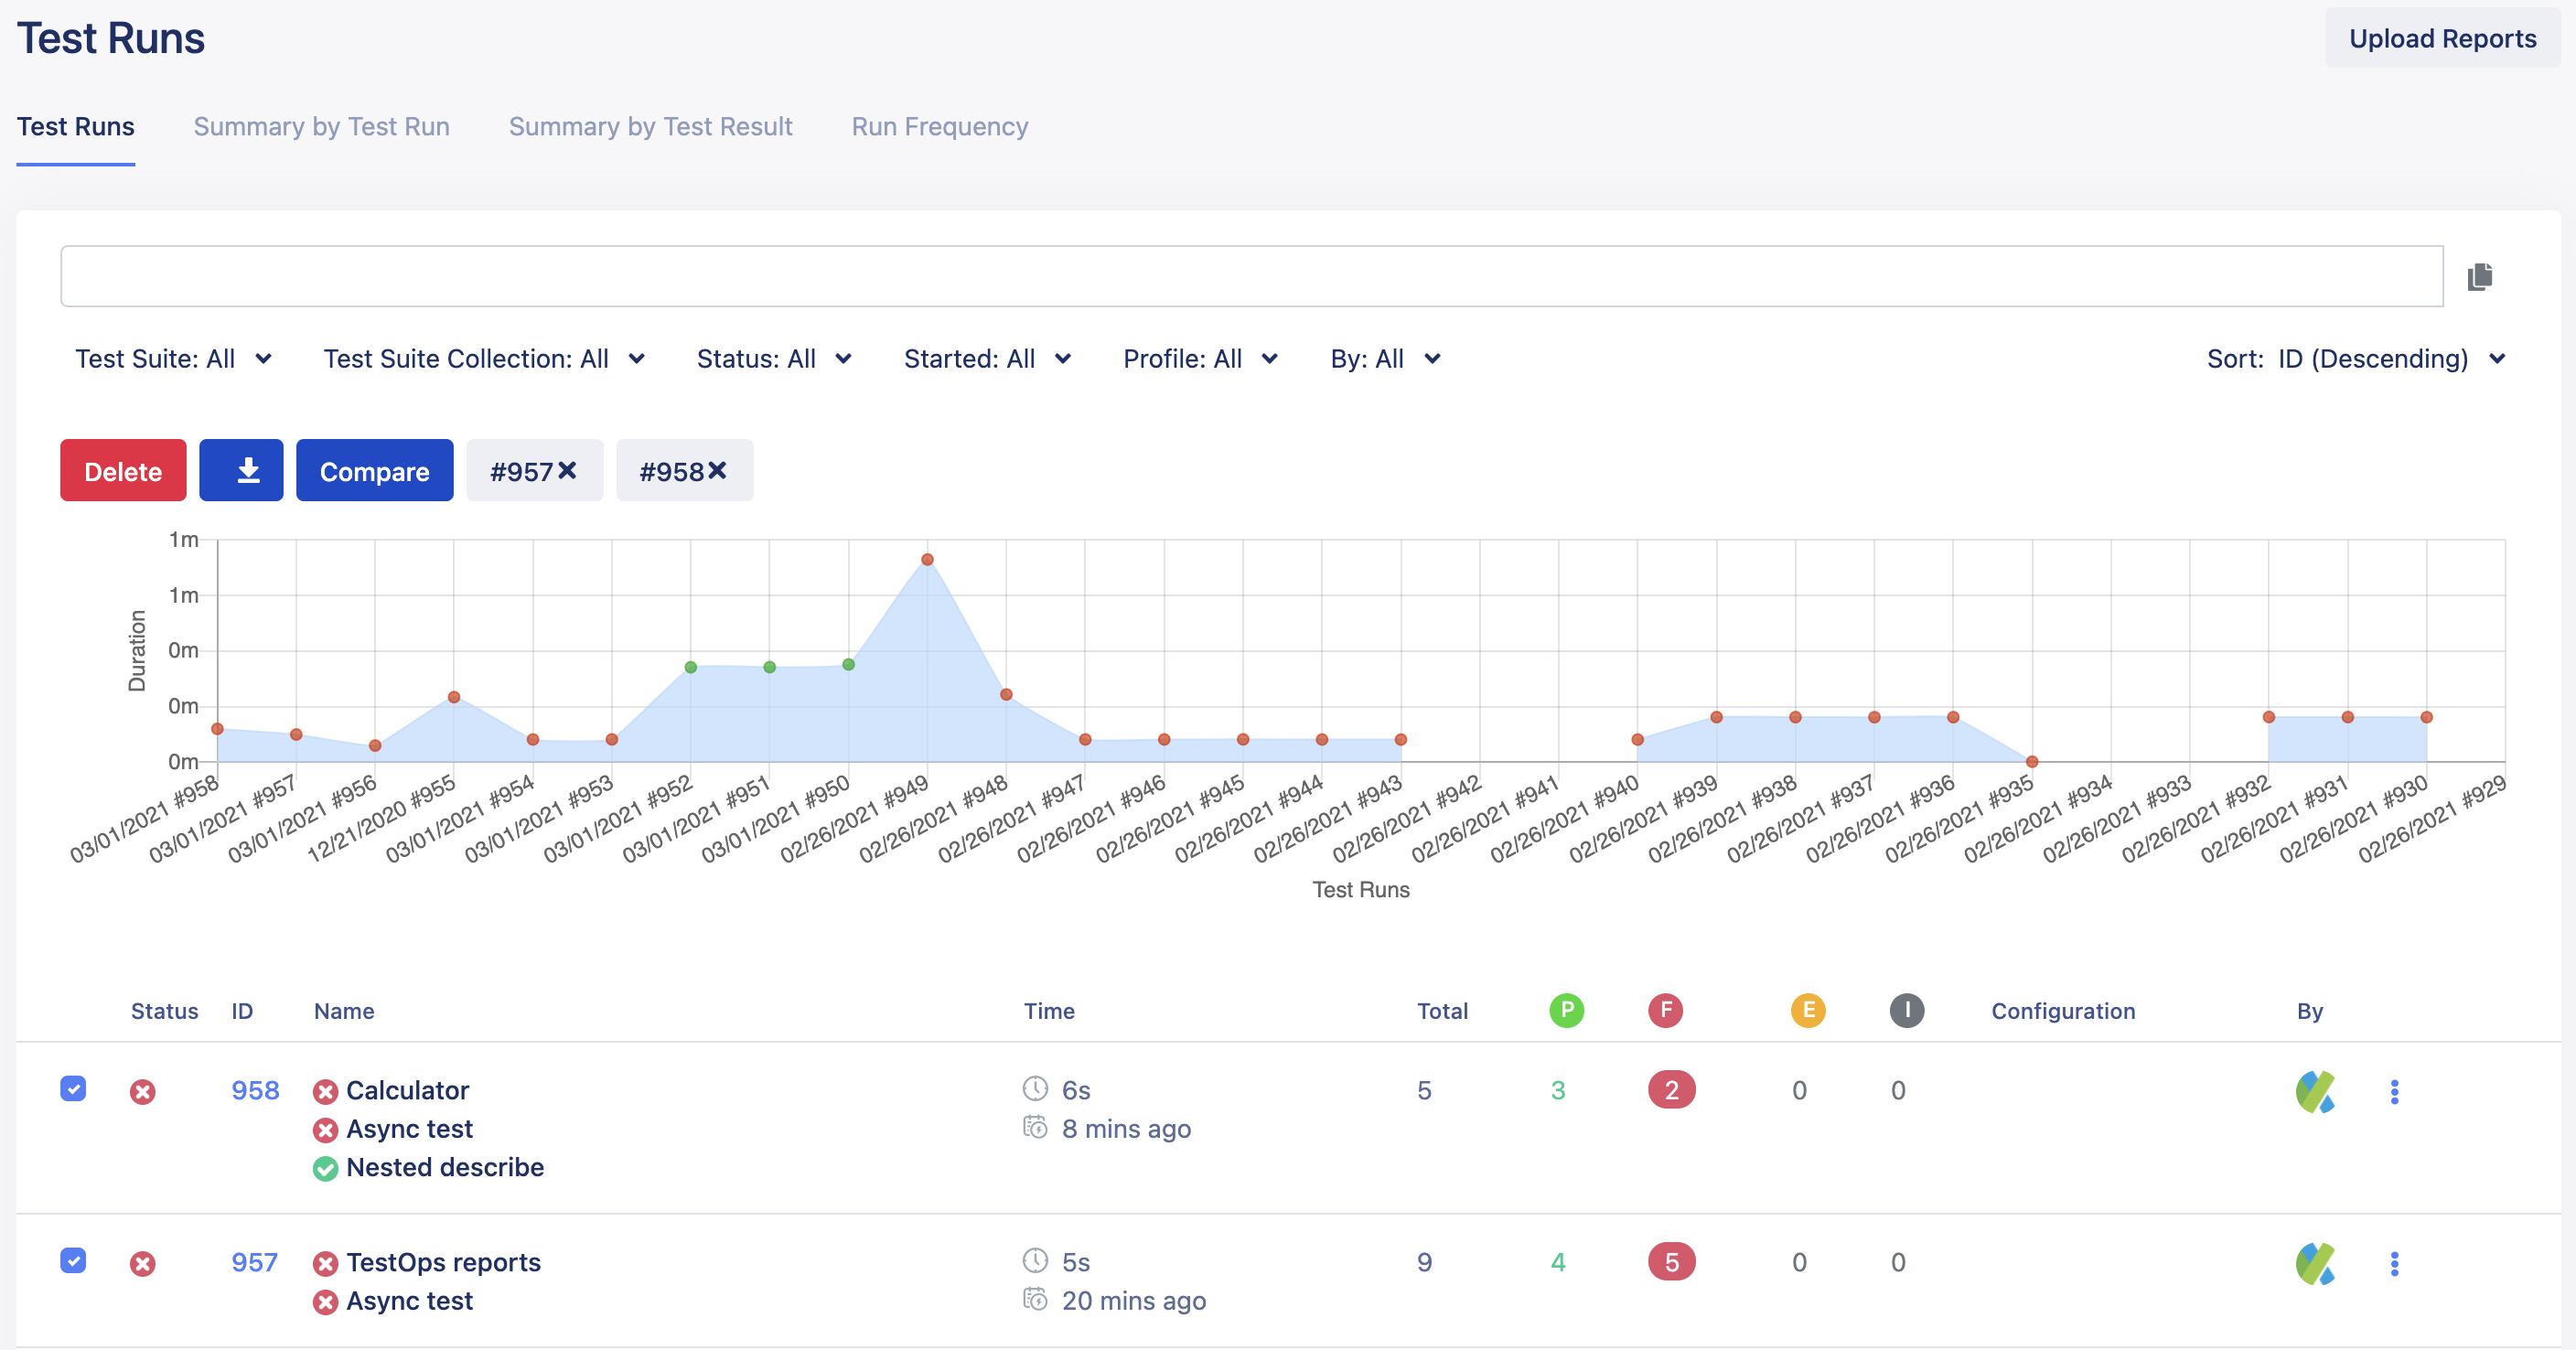 Test Runs
Upload Reports
Test Runs
Summary by Test Run
Summary by Test Result
Run Frequency
Test Suite: All
Test Suite Collection: All
Status: All
Started: All
Profile: All
By: All
Sort: ID (Descending)
Delete
Compare
#957
#958
Duration
1m
1m
0m
0m
0m
03/01/2021 #958
03/01/2021 #957
03/01/2021 #956
12/21/2020 #955
03/01/2021 #954
03/01/2021 #953
03/01/2021 #952
03/01/2021 #951
03/01/2021 #950
02/26/2021 #949
02/26/2021 #948
02/26/2021 #947
02/26/2021 #946
02/26/2021 #945
02/26/2021 #944
02/26/2021 #943
02/26/2021 #942
02/26/2021 #941
02/26/2021 #940
02/26/2021 #939
02/26/2021 #938
02/26/2021 #937
02/26/2021 #936
02/26/2021 #935
02/26/2021 #934
02/26/2021 #933
02/26/2021 #932
02/26/2021 #931
02/26/2021 #930
02/26/2021 #929
Test Runs
Status ID Name Time Total P F E I Configuration By
958 Calculator 6s 5 3 2 0 0
Async test 8 mins ago
Nested describe
957 TestOps reports 5s 9 4 5 0 0
Async test 20 mins ago